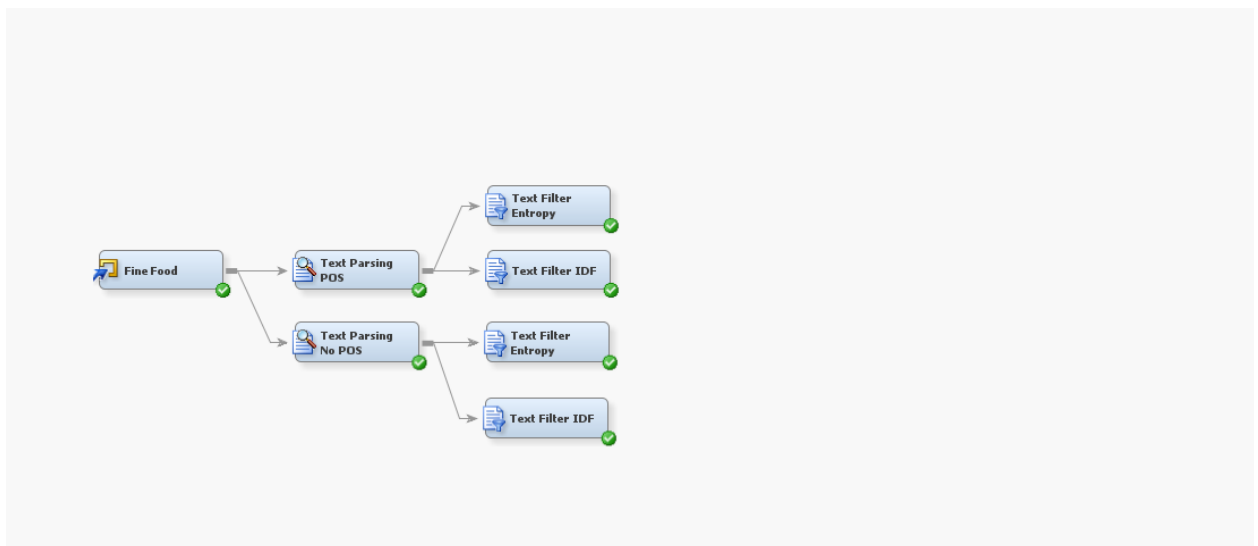 Text Filter
Entropy
Fine Food
Text Parsing
POS
Text Filter IDF
Text Parsing
No POS
Text Filter
Entropy
Text Filter IDF